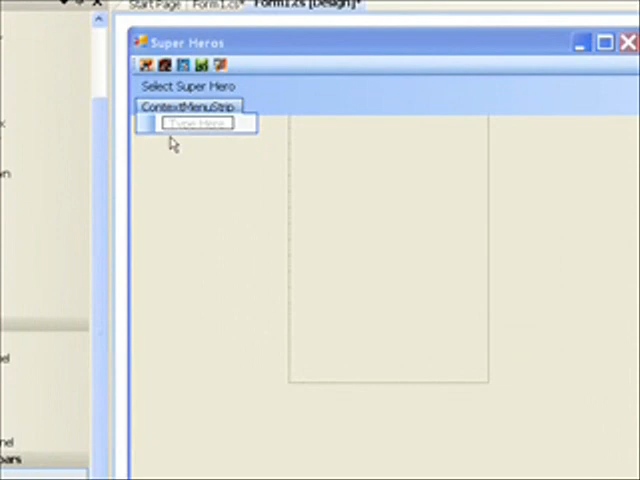 Start Page Form1.cs* Form1.cs [Design]*
Super Heros
Select Super Hero
ContextMenuStrip
Type Here